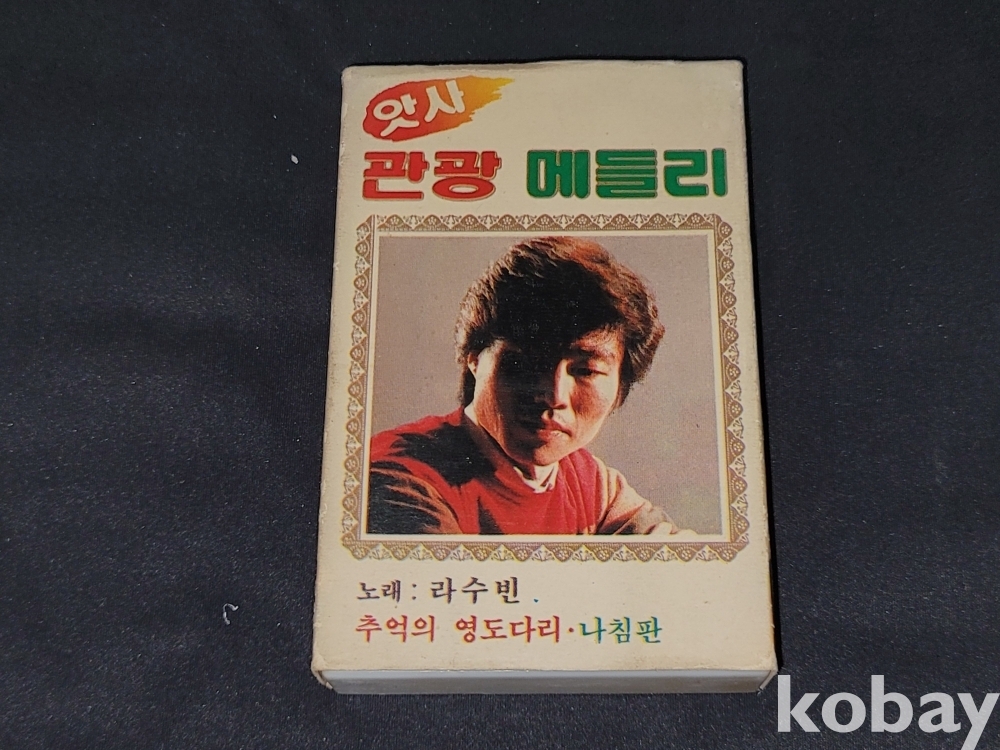 앗사
관광 메들리
노래 : 라수빈.
추억의 영도다리·나침판
kobay